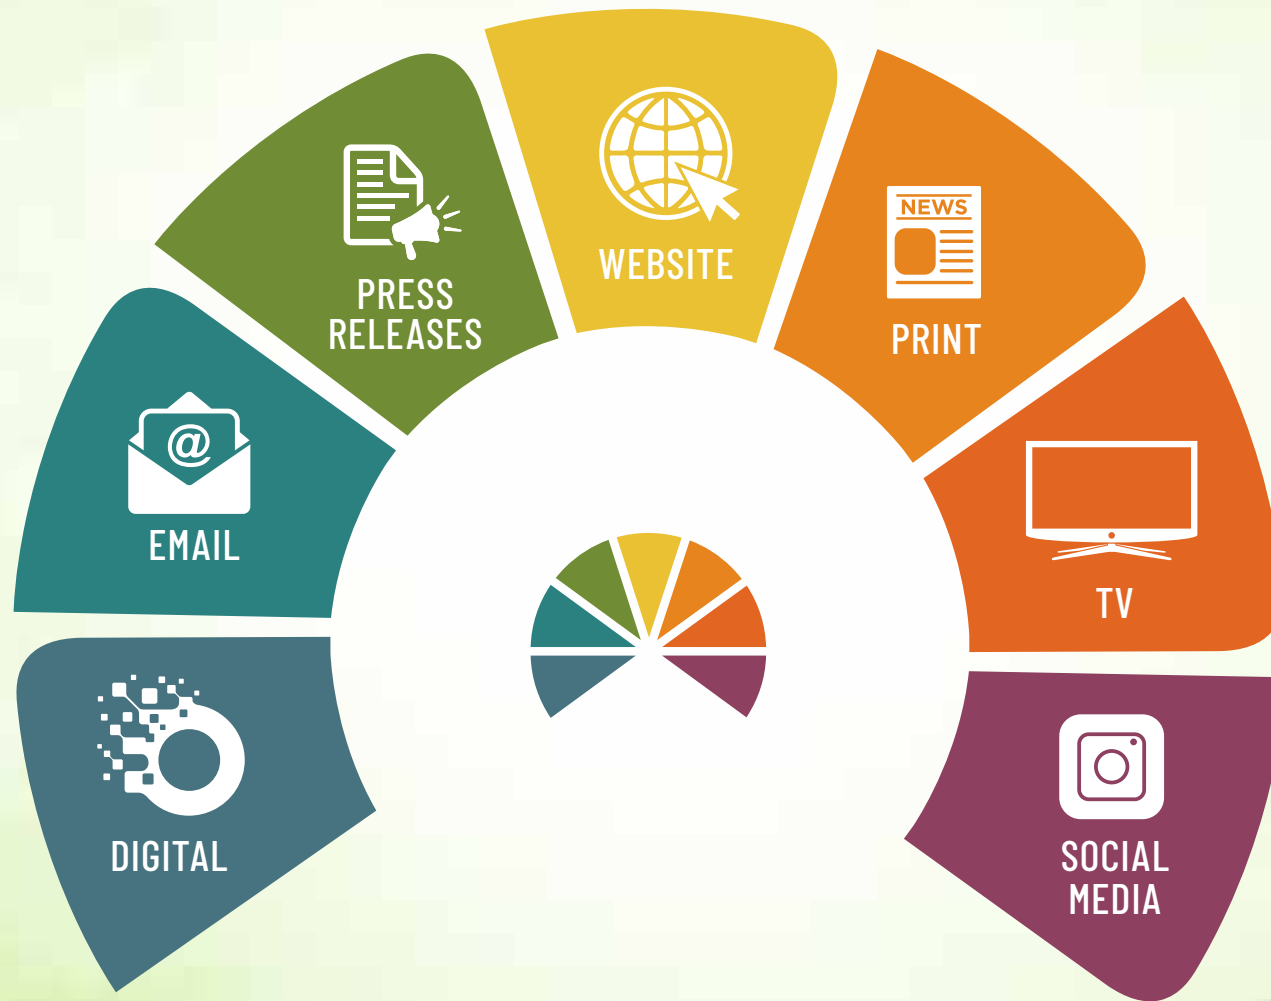 WEBSITE
PRESS
RELEASES
NEWS
PRINT
@
EMAIL
TV
DIGITAL
SOCIAL
MEDIA